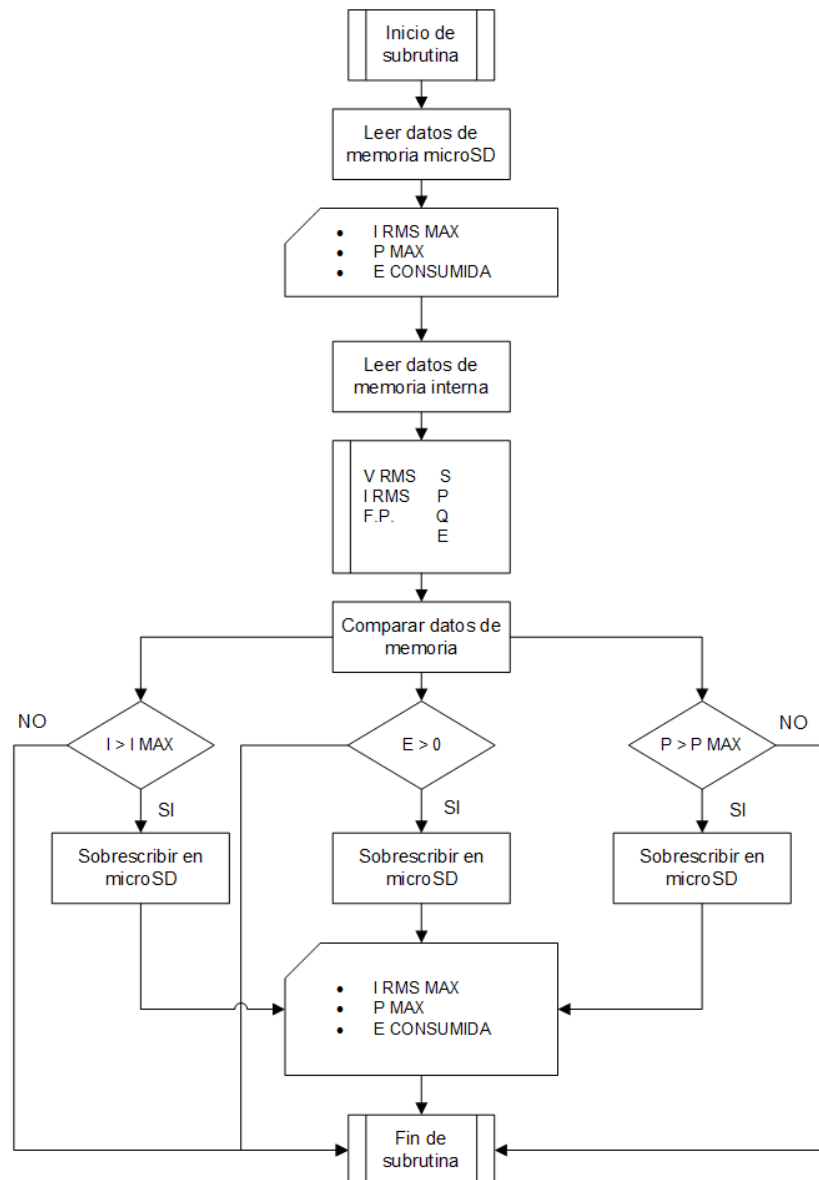 Inicio de
subrutina
Leer datos de
memoria microSD
• I RMS MAX
• P MAX
• E CONSUMIDA
Leer datos de
memoria interna
V RMS S
I RMS P
F.P. Q
E
Comparar datos de
memoria
NO
I > I MAX
E > 0
P > P MAX
NO
SI
SI
SI
Sobrescribir en
microSD
Sobrescribir en
microSD
Sobrescribir en
microSD
• I RMS MAX
• P MAX
• E CONSUMIDA
Fin de
subrutina